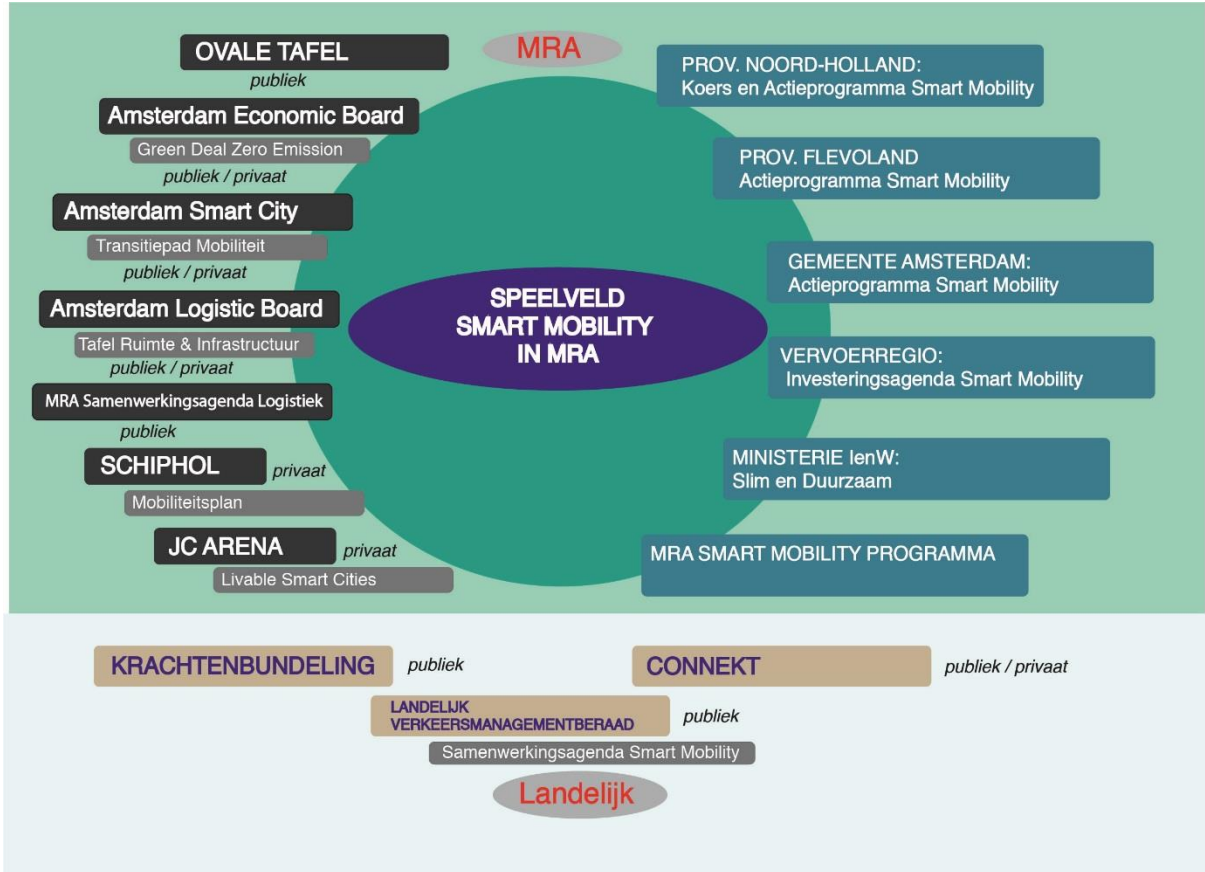 MRA
OVALE TAFEL
publiek
Amsterdam Economic Board
Green Deal Zero Emission
publiek / privaat
Amsterdam Smart City
Transitiepad Mobiliteit
publiek / privaat
Amsterdam Logistic Board
Tafel Ruimte & Infrastructuur
publiek / privaat
MRA Samenwerkingsagenda Logistiek
publiek
SCHIPHOL privaat
Mobiliteitsplan
JC ARENA privaat
Livable Smart Cities
SPEELVELD
SMART MOBILITY
IN MRA
PROV. NOORD-HOLLAND:
Koers en Actieprogramma Smart Mobility
PROV. FLEVOLAND
Actieprogramma Smart Mobility
GEMEENTE AMSTERDAM:
Actieprogramma Smart Mobility
VERVOERREGIO:
Investeringsagenda Smart Mobility
MINISTERIE IenW:
Slim en Duurzaam
MRA SMART MOBILITY PROGRAMMA
KRACHTENBUNDELING publiek
CONNEKT publiek / privaat
LANDELIJK
VERKEERSMANAGEMENTBERAAD publiek
Samenwerkingsagenda Smart Mobility
Landelijk